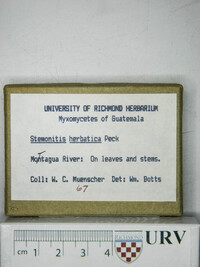 UNIVERSITY OF RICHMOND HERBARIUM
Myxomycetes of Guatemala
Stemonitis herbatica Peck
Montagua River: On leaves and stems.
Coll: W. C. Muenscher Det: Wm. Botts
67
cm 1 2 3 4
URV